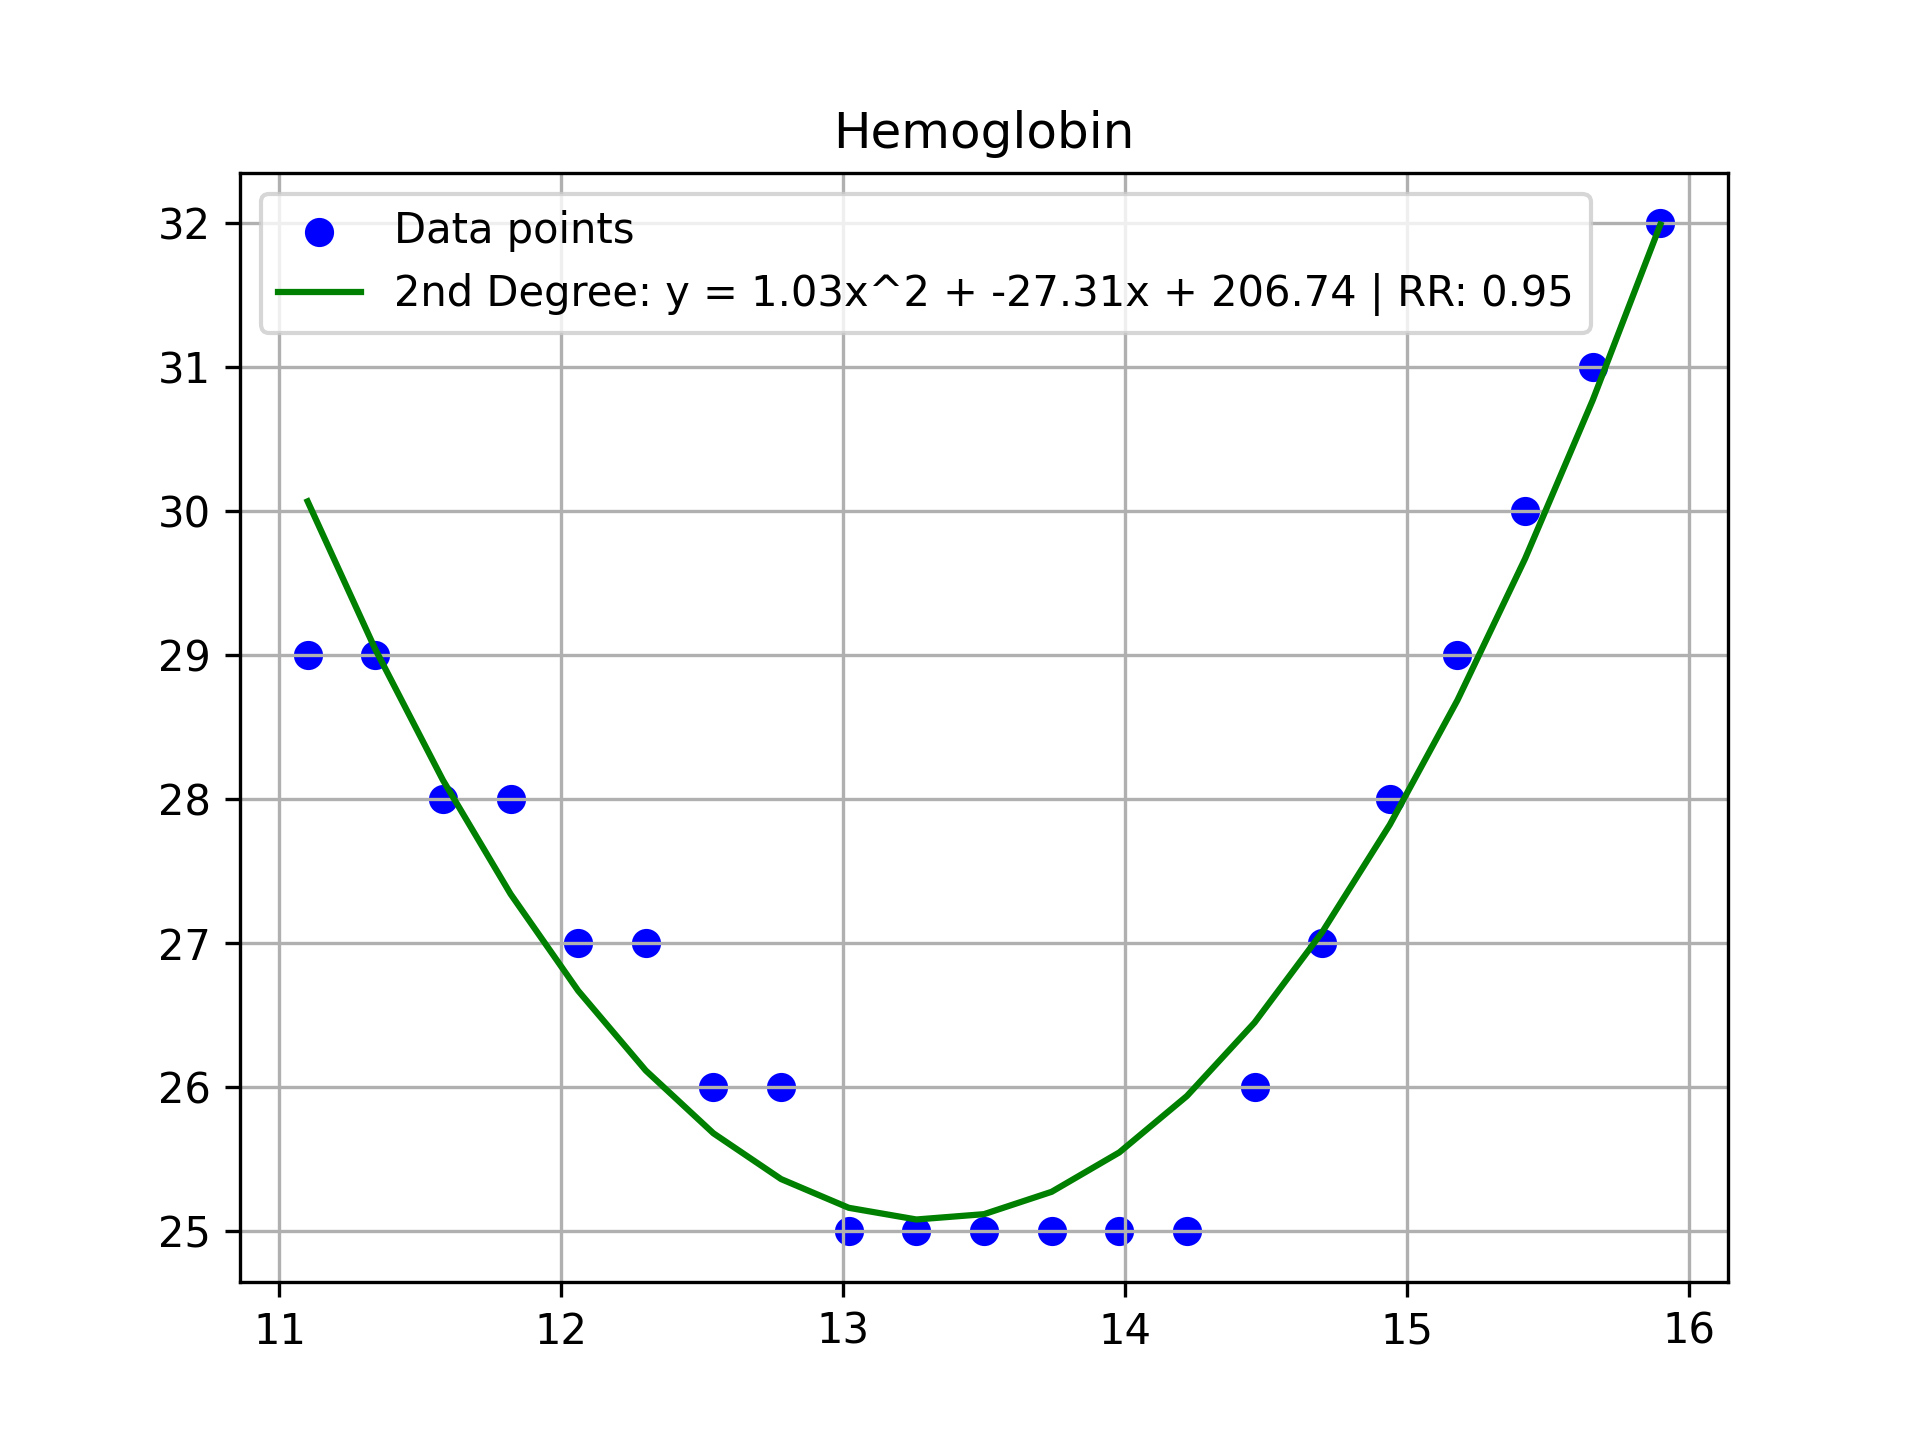 Hemoglobin
Data points
2nd Degree: y = 1.03x^2 + -27.31x + 206.74 | RR: 0.95
32
31
30
29
28
27
26
25
11 12 13 14 15 16